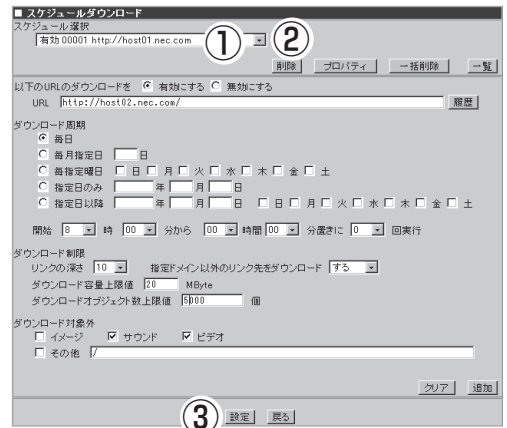 ■ スケジュールダウンロード
スケジュール選択
有効 00001 http://host01.nec.com
① ②
削除 プロパティ 一括削除 一覧
以下のURLのダウンロードを 有効にする 無効にする
URL http://host02.nec.com/ 履歴
ダウンロード周期
毎日
毎月指定日 日
毎指定曜日 日 月 火 水 木 金 土
指定日のみ 年 月 日
指定日以降 年 月 日 日 月 火 水 木 金 土
開始 8 時 00 分から 00 時間 00 分置きに 0 回実行
ダウンロード制限
リンクの深さ 10 指定ドメイン以外のリンク先をダウンロード する
ダウンロード容量上限値 20 MByte
ダウンロードオブジェクト数上限値 5000 個
ダウンロード対象外
イメージ サウンド ビデオ
その他 /
クリア 追加
③ 設定 戻る